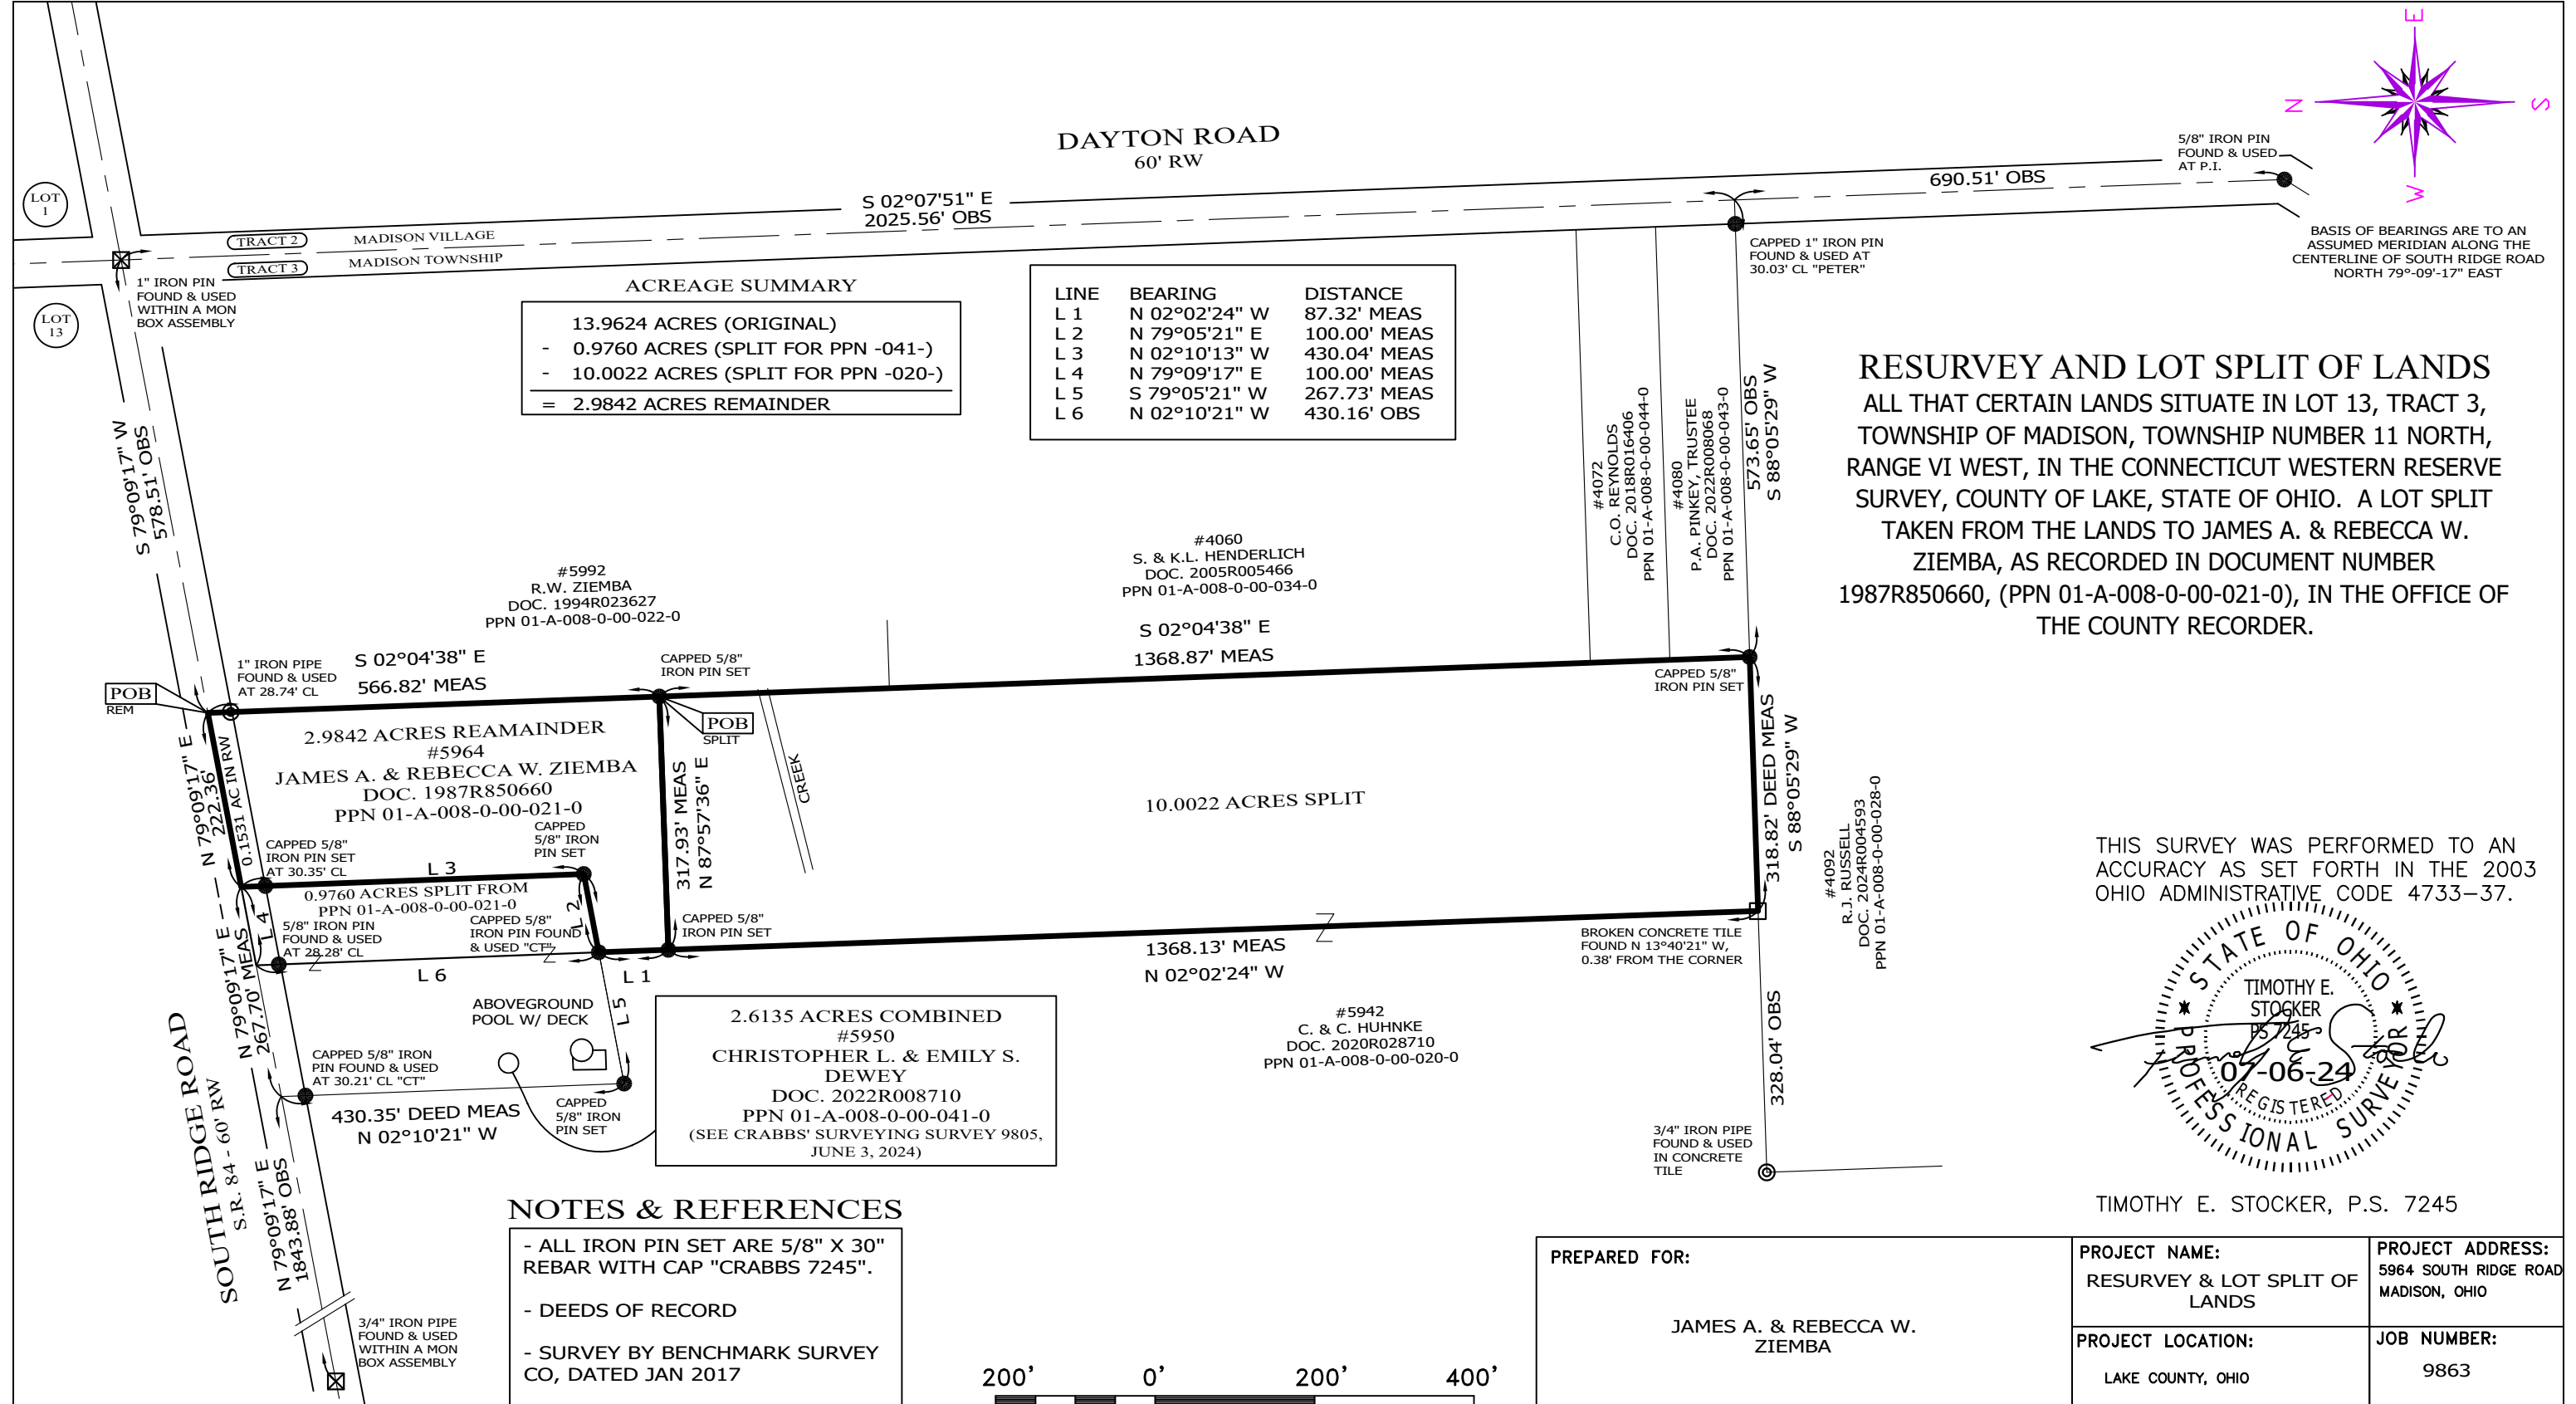 E
N
S
W
5/8" IRON PIN
FOUND & USED
AT P.I.
DAYTON ROAD
60' RW
S 02°07'51" E
2025.56' OBS
690.51' OBS
LOT
1
TRACT 2
MADISON VILLAGE
TRACT 3
MADISON TOWNSHIP
1" IRON PIN
FOUND & USED
WITHIN A MON
BOX ASSEMBLY
LOT
13
CAPPED 1" IRON PIN
FOUND & USED AT
30.03' CL "PETER"
BASIS OF BEARINGS ARE TO AN
ASSUMED MERIDIAN ALONG THE
CENTERLINE OF SOUTH RIDGE ROAD
NORTH 79°-09'-17" EAST
ACREAGE SUMMARY
13.9624 ACRES (ORIGINAL)
- 0.9760 ACRES (SPLIT FOR PPN -041-)
- 10.0022 ACRES (SPLIT FOR PPN -020-)
= 2.9842 ACRES REMAINDER
LINE BEARING DISTANCE
L 1 N 02°02'24" W 87.32' MEAS
L 2 N 79°05'21" E 100.00' MEAS
L 3 N 02°10'13" W 430.04' MEAS
L 4 N 79°09'17" E 100.00' MEAS
L 5 S 79°05'21" W 267.73' MEAS
L 6 N 02°10'21" W 430.16' OBS
RESURVEY AND LOT SPLIT OF LANDS
ALL THAT CERTAIN LANDS SITUATE IN LOT 13, TRACT 3,
TOWNSHIP OF MADISON, TOWNSHIP NUMBER 11 NORTH,
RANGE VI WEST, IN THE CONNECTICUT WESTERN RESERVE
SURVEY, COUNTY OF LAKE, STATE OF OHIO. A LOT SPLIT
TAKEN FROM THE LANDS TO JAMES A. & REBECCA W.
ZIEMBA, AS RECORDED IN DOCUMENT NUMBER
1987R850660, (PPN 01-A-008-0-00-021-0), IN THE OFFICE OF
THE COUNTY RECORDER.
S 79°09'17" W
578.51' OBS
#4072
C.O. REYNOLDS
DOC. 2018R016406
PPN 01-A-008-0-000-044-0
#4080
P.A. PINKEY, TRUSTEE
DOC. 2022R008068
PPN 01-A-008-0-000-043-0
573.65' OBS
S 88°05'29" W
#5992
R.W. ZIEMBA
DOC. 1994R023627
PPN 01-A-008-0-00-022-0
#4060
S. & K.L. HENDERLICH
DOC. 2005R005466
PPN 01-A-008-0-00-034-0
S 02°04'38" E
1368.87' MEAS
1" IRON PIPE
FOUND & USED
AT 28.74' CL
S 02°04'38" E
566.82' MEAS
CAPPED 5/8"
IRON PIN SET
CAPPED 5/8"
IRON PIN SET
POB
REM
POB
SPLIT
2.9842 ACRES REAMAINDER
#5964
JAMES A. & REBECCA W. ZIEMBA
DOC. 1987R850660
PPN 01-A-008-0-00-021-0
N 79°09'17" E
222.36'
0.1531 AC IN RW
317.93' MEAS
N 87°57'36" E
CREEK
10.0022 ACRES SPLIT
318.82' DEED MEAS
S 88°05'29" W
#4092
R.J. RUSSELL
DOC. 2024R004593
PPN 01-A-008-0-000-028-0
CAPPED 5/8"
IRON PIN SET
AT 30.35' CL
CAPPED
5/8" IRON
PIN SET
L 3
0.9760 ACRES SPLIT FROM
PPN 01-A-008-0-00-021-0
5/8" IRON PIN
FOUND & USED
AT 28.28' CL
CAPPED 5/8"
IRON PIN FOUND
& USED "CT"
L 2
CAPPED 5/8"
IRON PIN SET
L 4
L 6
L 1
L 5
Z
Z
Z
1368.13' MEAS
N 02°02'24" W
BROKEN CONCRETE TILE
FOUND N 13°40'21" W,
0.38' FROM THE CORNER
N 79°09'17" E
267.70' MEAS
ABOVEGROUND
POOL W/ DECK
CAPPED 5/8" IRON
PIN FOUND & USED
AT 30.21' CL "CT"
430.35' DEED MEAS
N 02°10'21" W
CAPPED
5/8" IRON
PIN SET
2.6135 ACRES COMBINED
#5950
CHRISTOPHER L. & EMILY S.
DEWEY
DOC. 2022R008710
PPN 01-A-008-0-00-041-0
(SEE CRABBS' SURVEYING SURVEY 9805,
JUNE 3, 2024)
#5942
C. & C. HUHNKE
DOC. 2020R028710
PPN 01-A-008-0-00-020-0
328.04' OBS
3/4" IRON PIPE
FOUND & USED
IN CONCRETE
TILE
SOUTH RIDGE ROAD
S.R. 84 - 60' RW
N 79°09'17" E
1843.88' OBS
3/4" IRON PIPE
FOUND & USED
WITHIN A MON
BOX ASSEMBLY
NOTES & REFERENCES
- ALL IRON PIN SET ARE 5/8" X 30"
REBAR WITH CAP "CRABBS 7245".
- DEEDS OF RECORD
- SURVEY BY BENCHMARK SURVEY
CO, DATED JAN 2017
200' 0' 200' 400'
THIS SURVEY WAS PERFORMED TO AN
ACCURACY AS SET FORTH IN THE 2003
OHIO ADMINISTRATIVE CODE 4733-37.
STATE OF OHIO
TIMOTHY E.
STOCKER
PS 7245
07-06-24
REGISTERED
PROFESSIONAL SURVEYOR
TIMOTHY E. STOCKER, P.S. 7245
PREPARED FOR:
JAMES A. & REBECCA W.
ZIEMBA
PROJECT NAME:
RESURVEY & LOT SPLIT OF
LANDS
PROJECT ADDRESS:
5964 SOUTH RIDGE ROAD
MADISON, OHIO
PROJECT LOCATION:
LAKE COUNTY, OHIO
JOB NUMBER:
9863